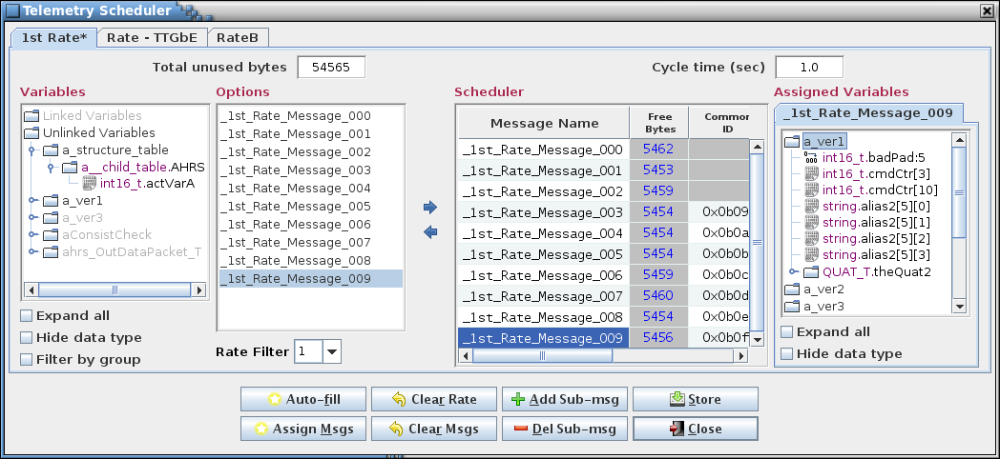 Telemetry Scheduler
1st Rate*
Rate - TTGbE
RateB
Total unused bytes 54565
Cycle time (sec) 1.0
Variables
Linked Variables
Unlinked Variables
a_structure_table
a__child_table.AHRS
int16_t.actVarA
a_ver1
a_ver3
aConsistCheck
ahrs_OutDataPacket_T
Expand all
Hide data type
Filter by group
Options
_1st_Rate_Message_000
_1st_Rate_Message_001
_1st_Rate_Message_002
_1st_Rate_Message_003
_1st_Rate_Message_004
_1st_Rate_Message_005
_1st_Rate_Message_006
_1st_Rate_Message_007
_1st_Rate_Message_008
_1st_Rate_Message_009
Rate Filter 1
Scheduler
Message Name Free Bytes Common ID
_1st_Rate_Message_000 5462
_1st_Rate_Message_001 5453
_1st_Rate_Message_002 5459
_1st_Rate_Message_003 5454 0x0b09
_1st_Rate_Message_004 5454 0x0b0a
_1st_Rate_Message_005 5454 0x0b0b
_1st_Rate_Message_006 5459 0x0b0c
_1st_Rate_Message_007 5460 0x0b0d
_1st_Rate_Message_008 5454 0x0b0e
_1st_Rate_Message_009 5456 0x0b0f
Assigned Variables
_1st_Rate_Message_009
a_ver1
int16_t.badPad:5
int16_t.cmdCtr[3]
int16_t.cmdCtr[10]
string.alias2[5][0]
string.alias2[5][1]
string.alias2[5][2]
string.alias2[5][3]
QUAT_T.theQuat2
a_ver2
a_ver3
Expand all
Hide data type
Auto-fill
Clear Rate
Add Sub-msg
Store
Assign Msgs
Clear Msgs
Del Sub-msg
Close